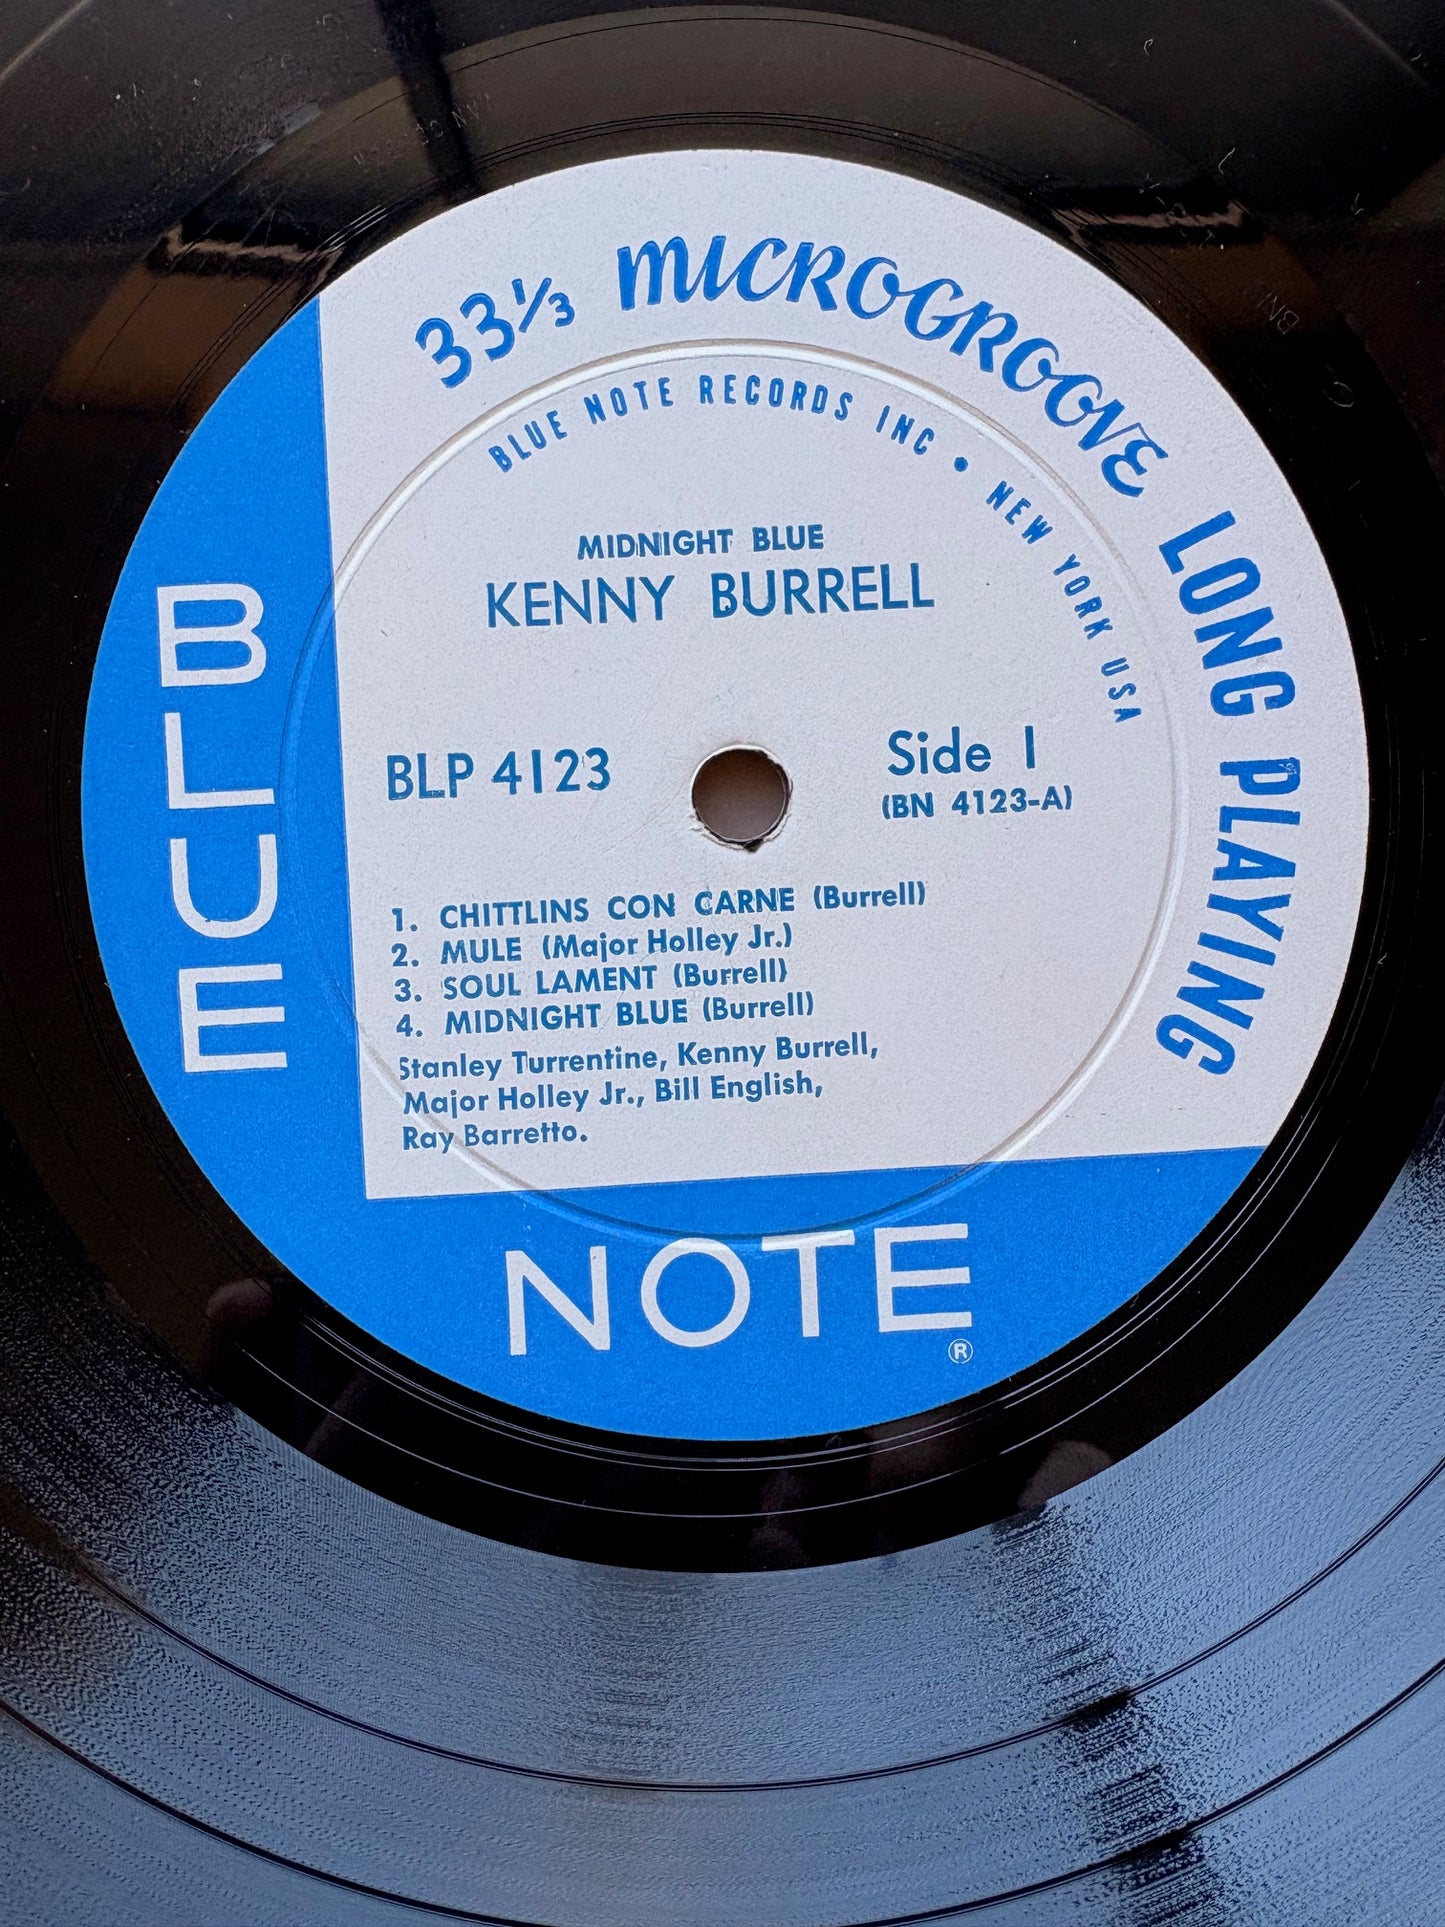 33⅓ MICROGROOVE LONG PLAYING
BLUE NOTE RECORDS INC • NEW YORK USA
MIDNIGHT BLUE
KENNY BURRELL
BLP 4123
Side 1
(BN 4123-A)
1. CHITTLINS CON CARNE (Burrell)
2. MULE (Major Holley Jr.)
3. SOUL LAMENT (Burrell)
4. MIDNIGHT BLUE (Burrell)
Stanley Turrentine, Kenny Burrell,
Major Holley Jr., Bill English,
Ray Barretto.
BLUE
NOTE
®